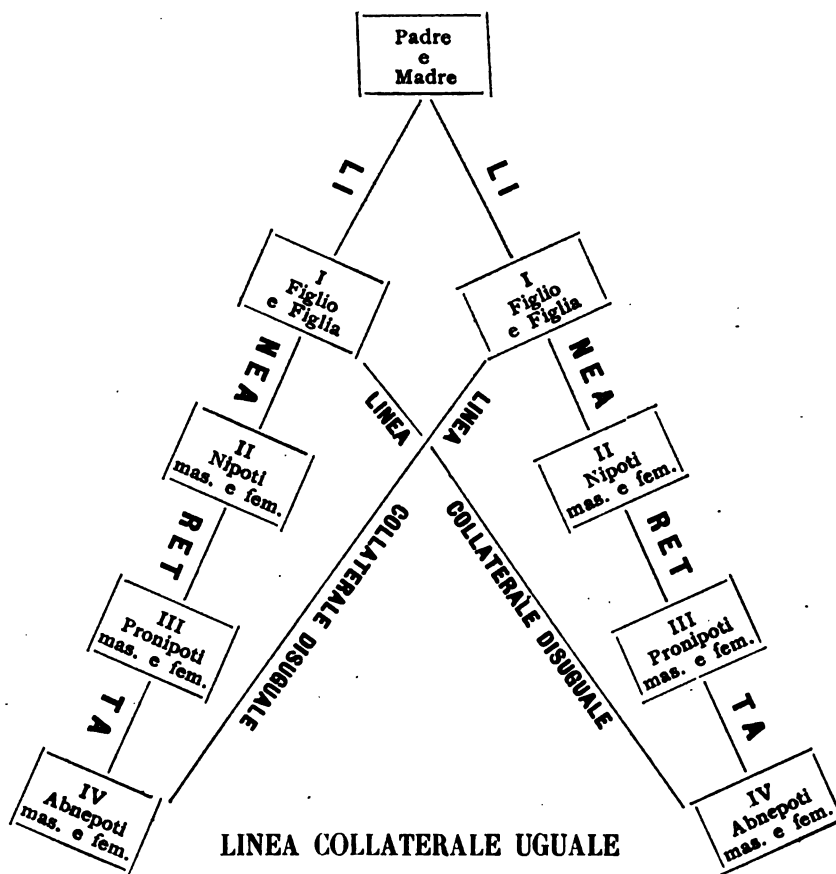 Padre
e
Madre
LI
LI
I
Figlio
e Figlia
I
Figlio
e Figlia
NEA
NEA
LINEA
LINEA
II
Nipoti
mas. e fem.
II
Nipoti
mas. e fem.
RET
RET
COLLATERALE DISUGUALE
COLLATERALE DISUGUALE
III
Pronipoti
mas. e fem.
III
Pronipoti
mas. e fem.
TA
TA
IV
Abnepoti
mas. e fem.
IV
Abnepoti
mas. e fem.
LINEA COLLATERALE UGUALE